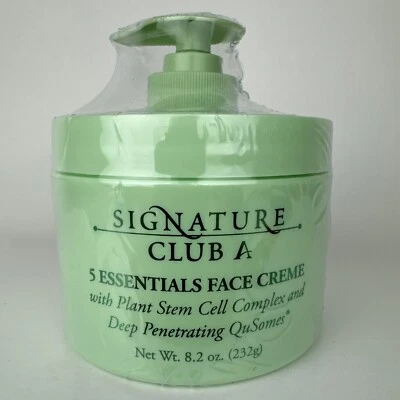 SIGNATURE
CLUB A
5 ESSENTIALS FACE CREME
with Plant Stem Cell Complex and
Deep Penetrating QuSomes®
Net Wt. 8.2 oz. (232g)